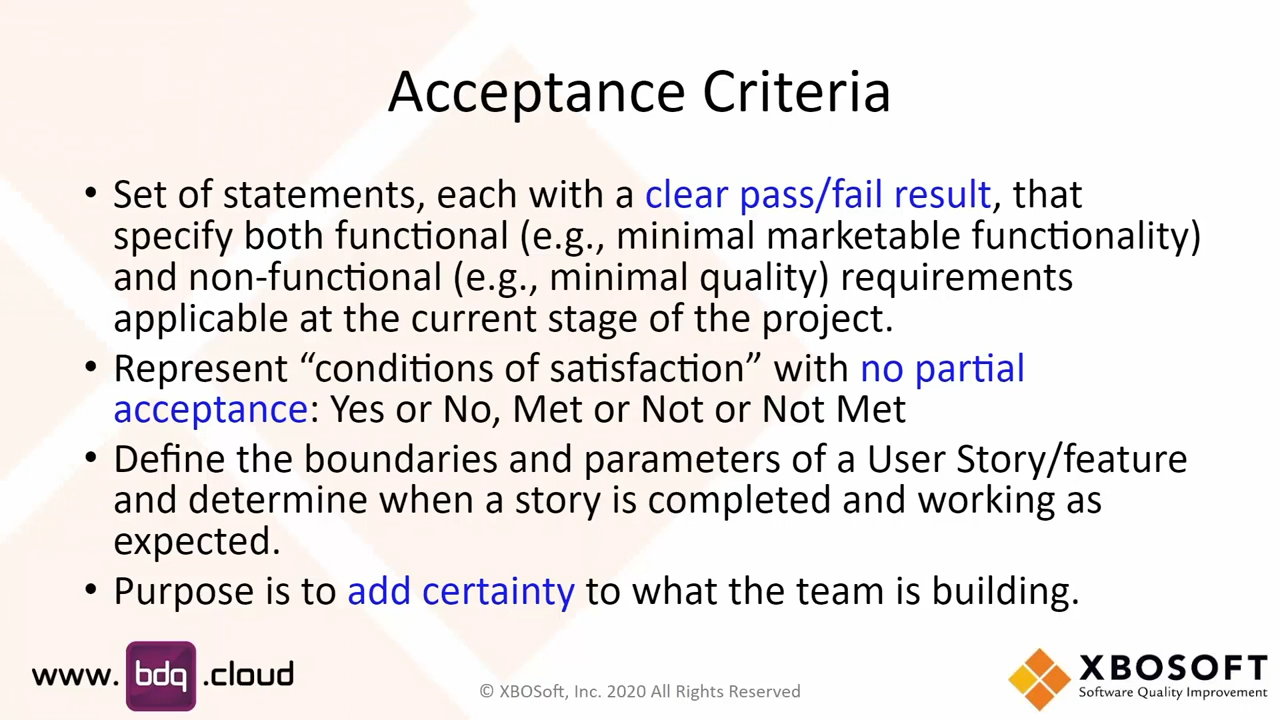 Acceptance Criteria
• Set of statements, each with a clear pass/fail result, that
specify both functional (e.g., minimal marketable functionality)
and non-functional (e.g., minimal quality) requirements
applicable at the current stage of the project.
• Represent “conditions of satisfaction” with no partial
acceptance: Yes or No, Met or Not or Not Met
• Define the boundaries and parameters of a User Story/feature
and determine when a story is completed and working as
expected.
• Purpose is to add certainty to what the team is building.
www.bdq.cloud
© XBOSoft, Inc. 2020 All Rights Reserved
XBOSOFT
Software Quality Improvement